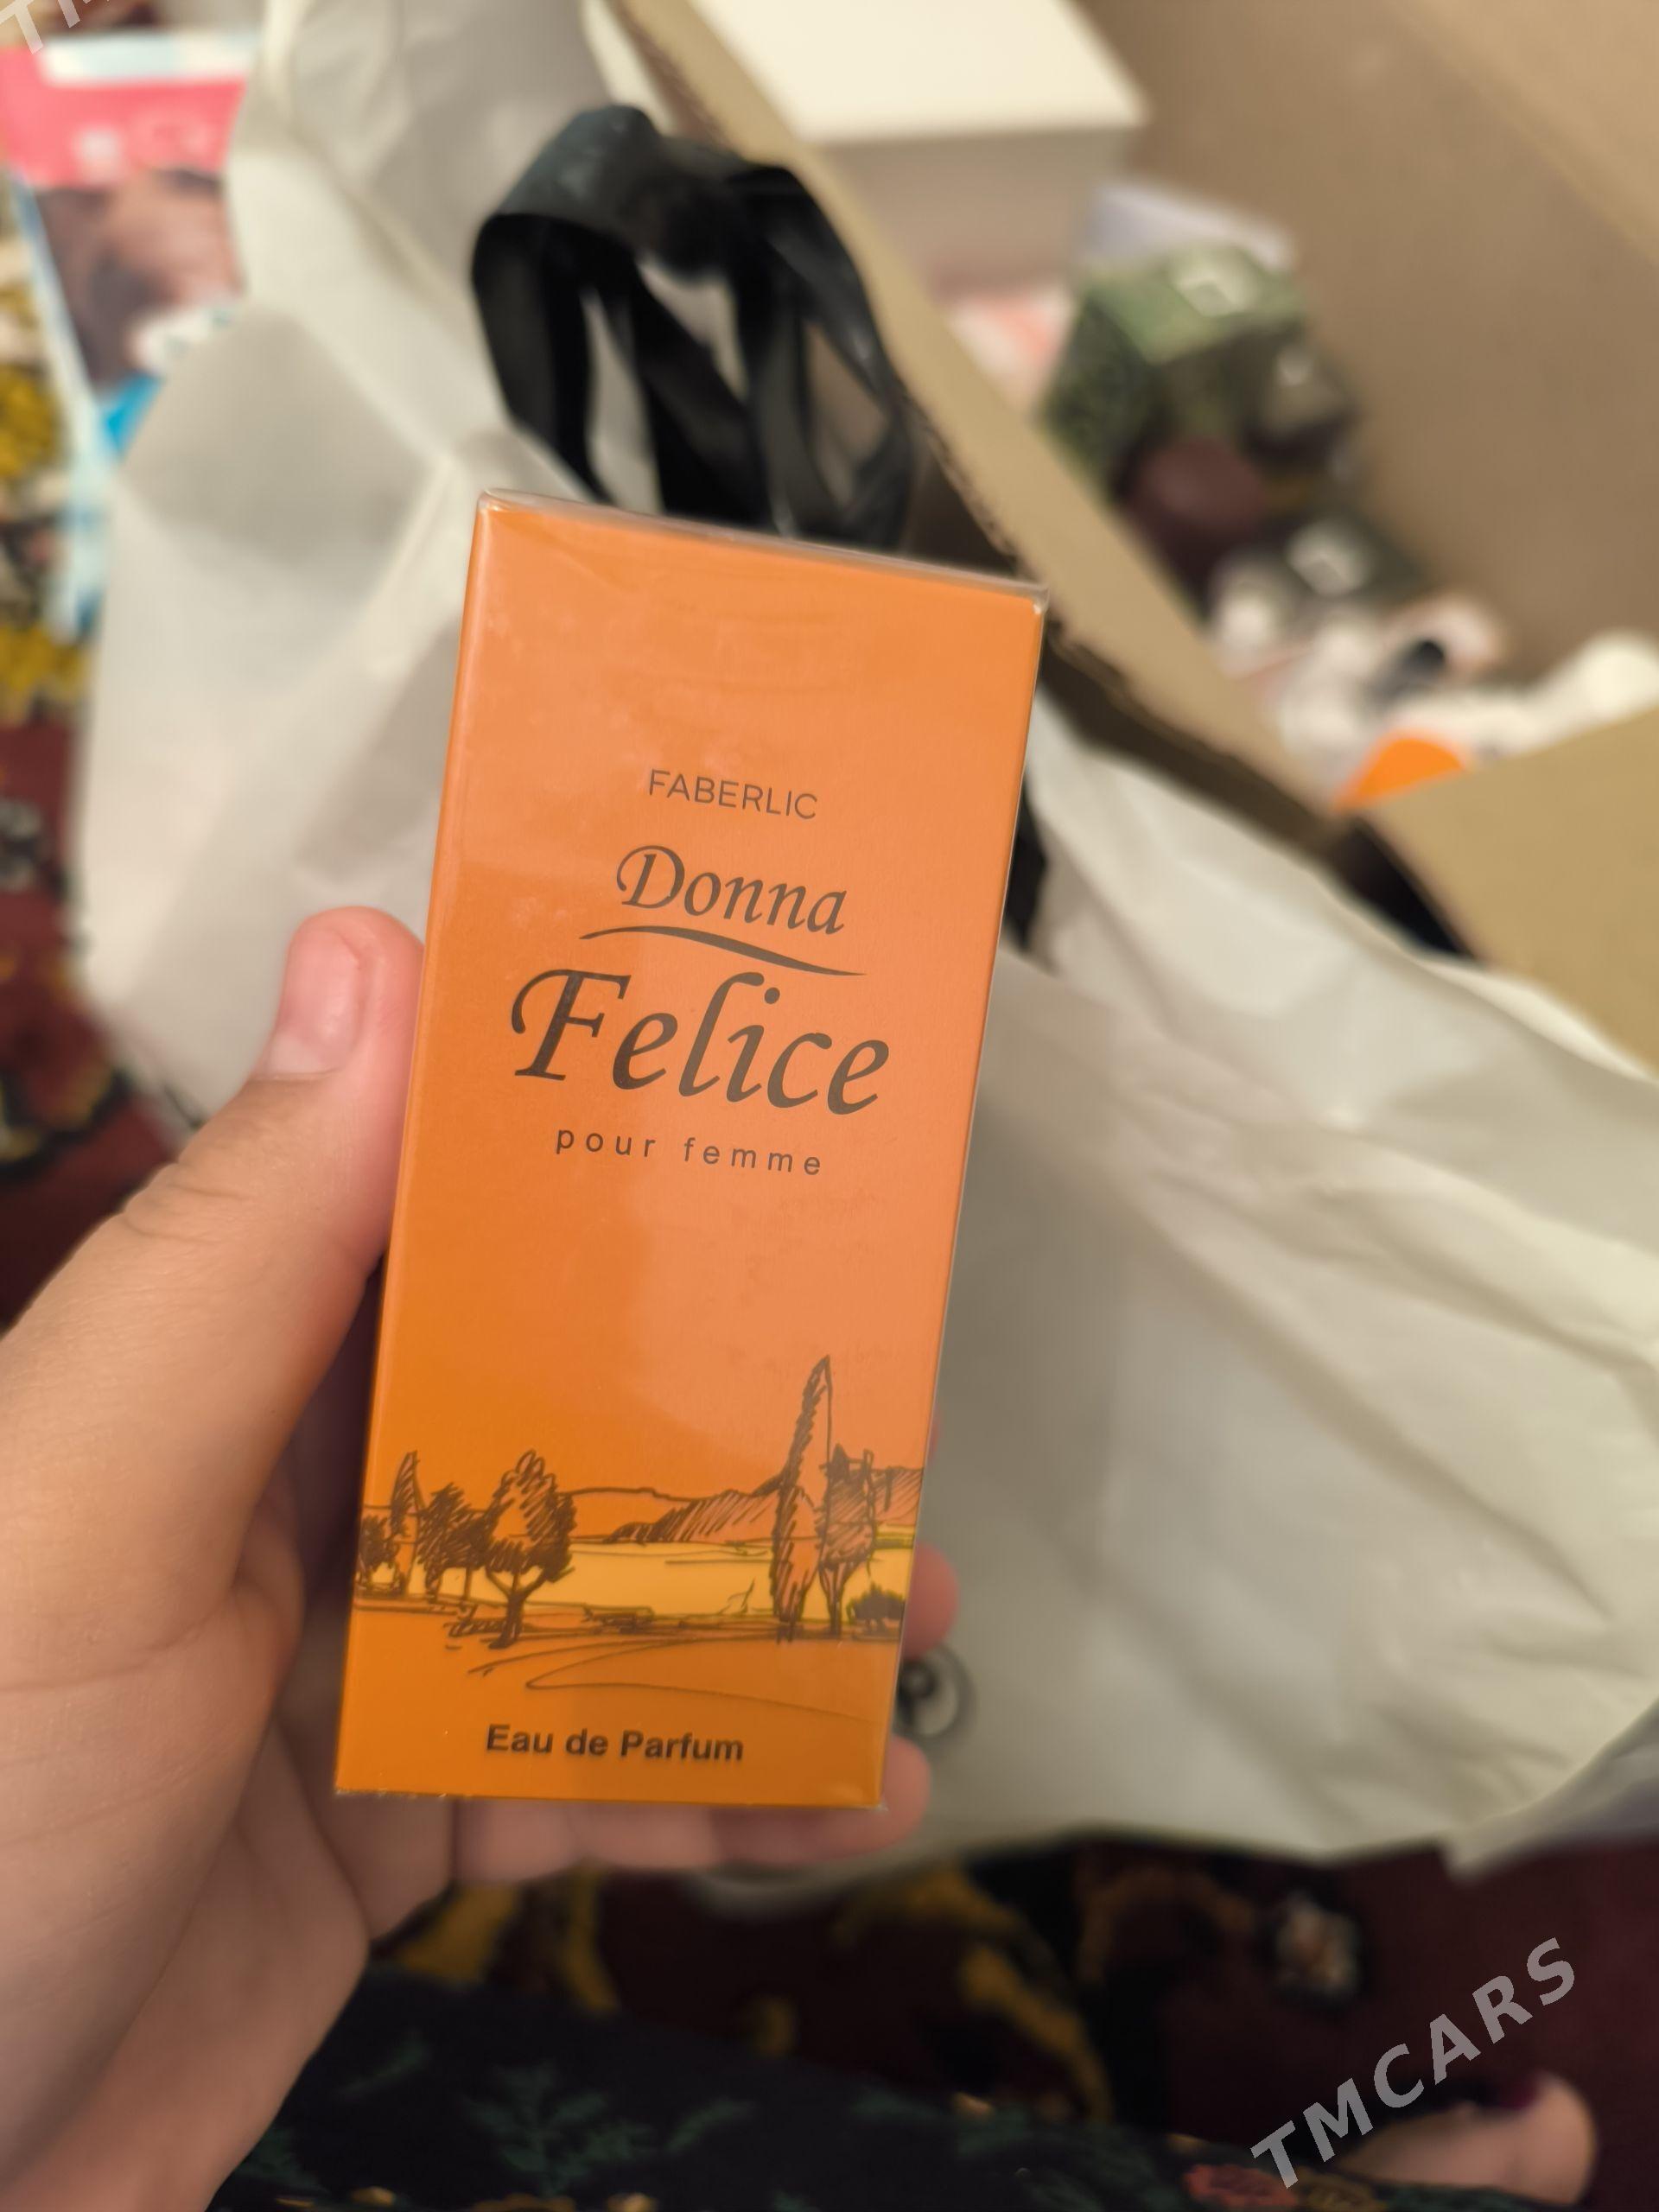 FABERLIC
Donna
Felice
pour femme
Eau de Parfum
TMCARS